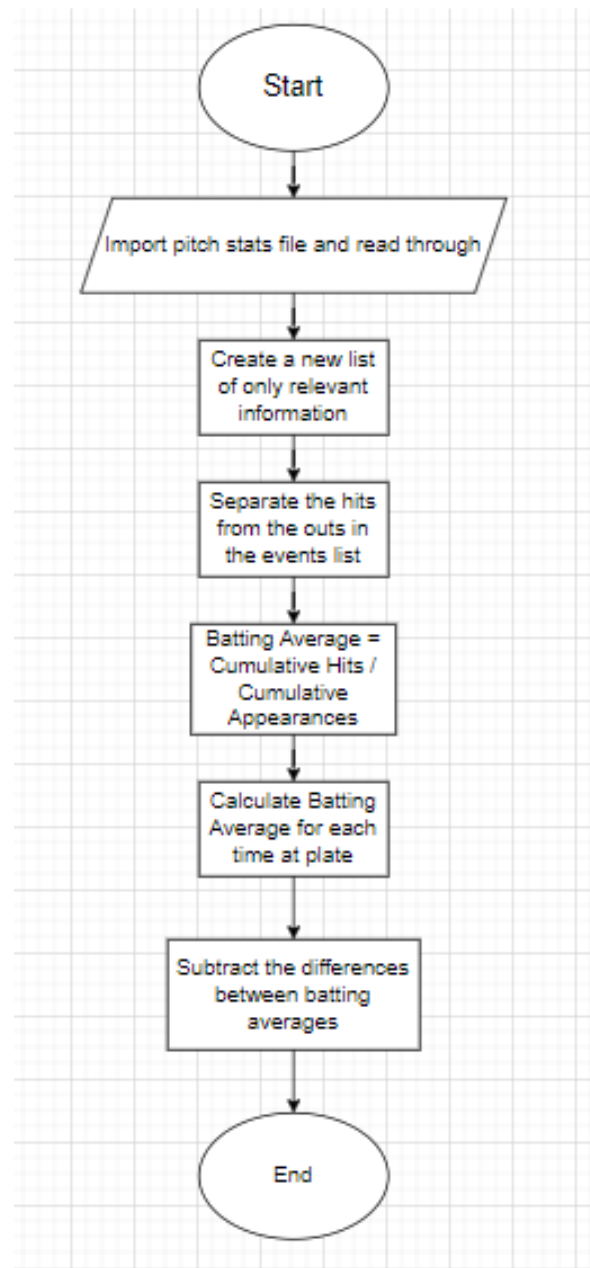 Start
Import pitch stats file and read through
Create a new list
of only relevant
information
Separate the hits
from the outs in
the events list
Batting Average =
Cumulative Hits /
Cumulative
Appearances
Calculate Batting
Average for each
time at plate
Subtract the differences
between batting
averages
End